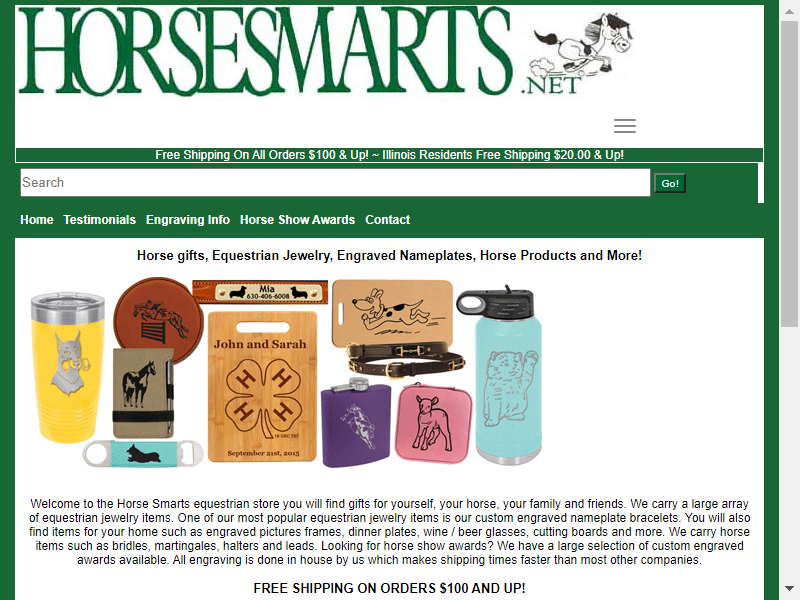 HORSESMARTS
.NET
Free Shipping On All Orders $100 & Up! ~ Illinois Residents Free Shipping $20.00 & Up!
Search
Go!
Home Testimonials Engraving Info Horse Show Awards Contact
Horse gifts, Equestrian Jewelry, Engraved Nameplates, Horse Products and More!
Mia
630-406-6008
John and Sarah
H H
H H
18 USC 707
September 21st, 2015
Welcome to the Horse Smarts equestrian store you will find gifts for yourself, your horse, your family and friends. We carry a large array
of equestrian jewelry items. One of our most popular equestrian jewelry items is our custom engraved nameplate bracelets. You will also
find items for your home such as engraved pictures frames, dinner plates, wine / beer glasses, cutting boards and more. We carry horse
items such as bridles, martingales, halters and leads. Looking for horse show awards? We have a large selection of custom engraved
awards available. All engraving is done in house by us which makes shipping times faster than most other companies.
FREE SHIPPING ON ORDERS $100 AND UP!